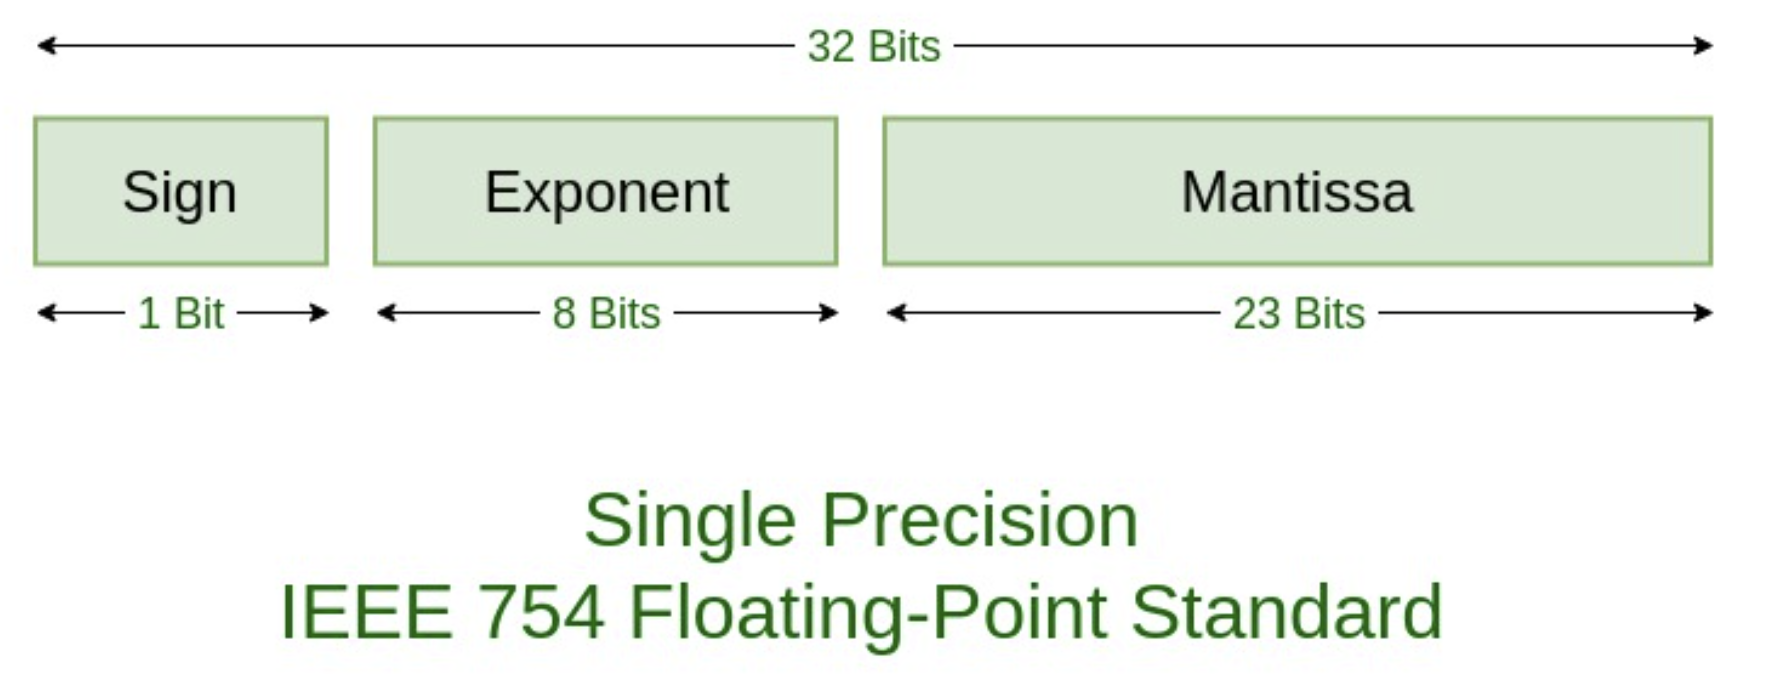 32 Bits
Sign
Exponent
Mantissa
1 Bit
8 Bits
23 Bits
Single Precision
IEEE 754 Floating-Point Standard